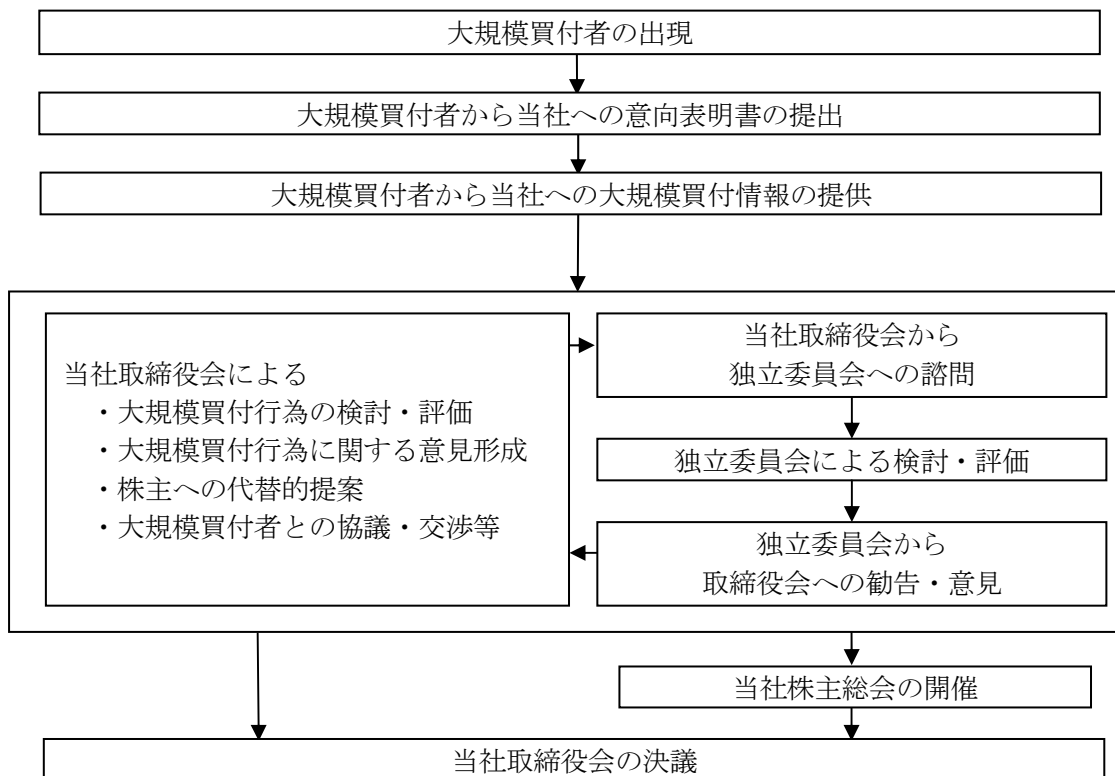 大規模買付者の出現
大規模買付者から当社への意向表明書の提出
大規模買付者から当社への大規模買付情報の提供
当社取締役会による
・大規模買付行為の検討・評価
・大規模買付行為に関する意見形成
・株主への代替的提案
・大規模買付者との協議・交渉等
当社取締役会から
独立委員会への諮問
独立委員会による検討・評価
独立委員会から
取締役会への勧告・意見
当社株主総会の開催
当社取締役会の決議